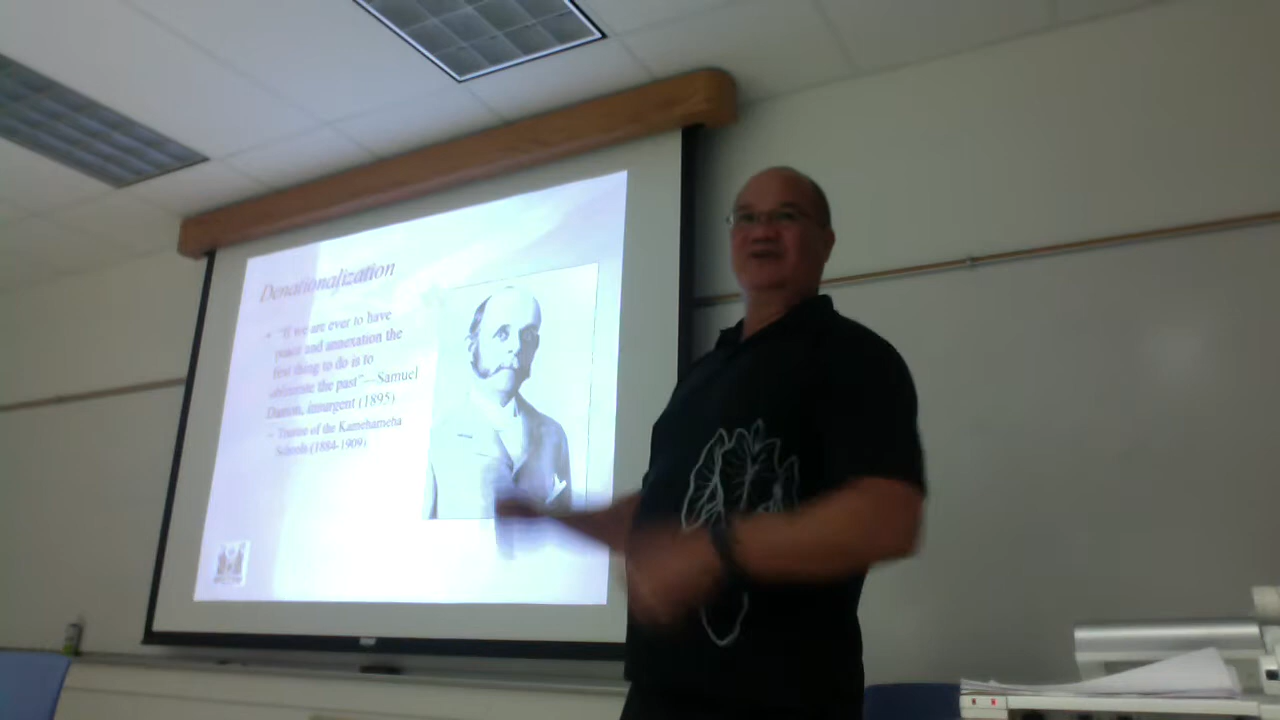 Denationalization
• "If we are ever to have
peace and annexation the
first thing to do is to
obliterate the past"—Samuel
Damon, insurgent (1895)
– Trustee of the Kamehameha
Schools (1884-1909)